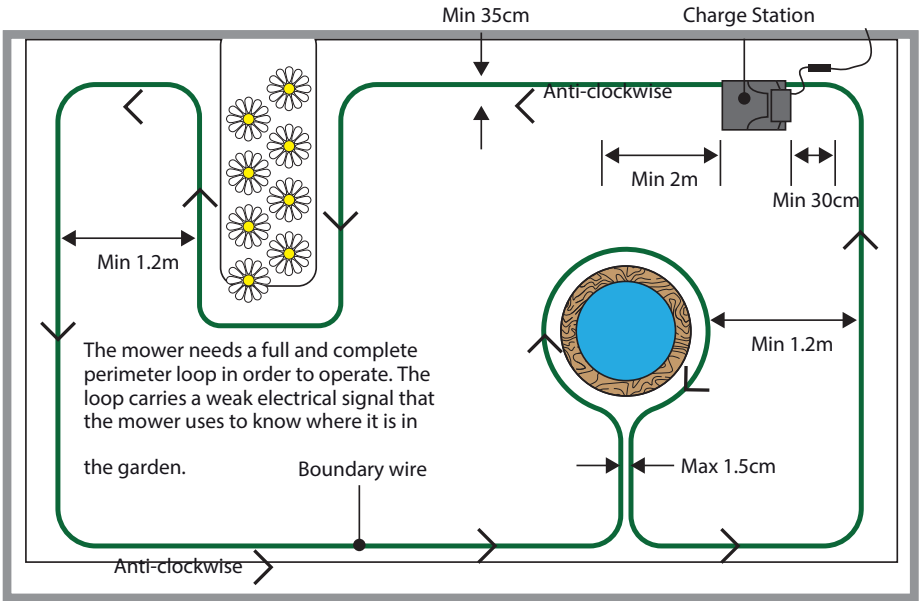 Min 35cm
Charge Station
Anti-clockwise
Min 2m
Min 30cm
Min 1.2m
Min 1.2m
The mower needs a full and complete
perimeter loop in order to operate. The
loop carries a weak electrical signal that
the mower uses to know where it is in
the garden.
Boundary wire
Max 1.5cm
Anti-clockwise